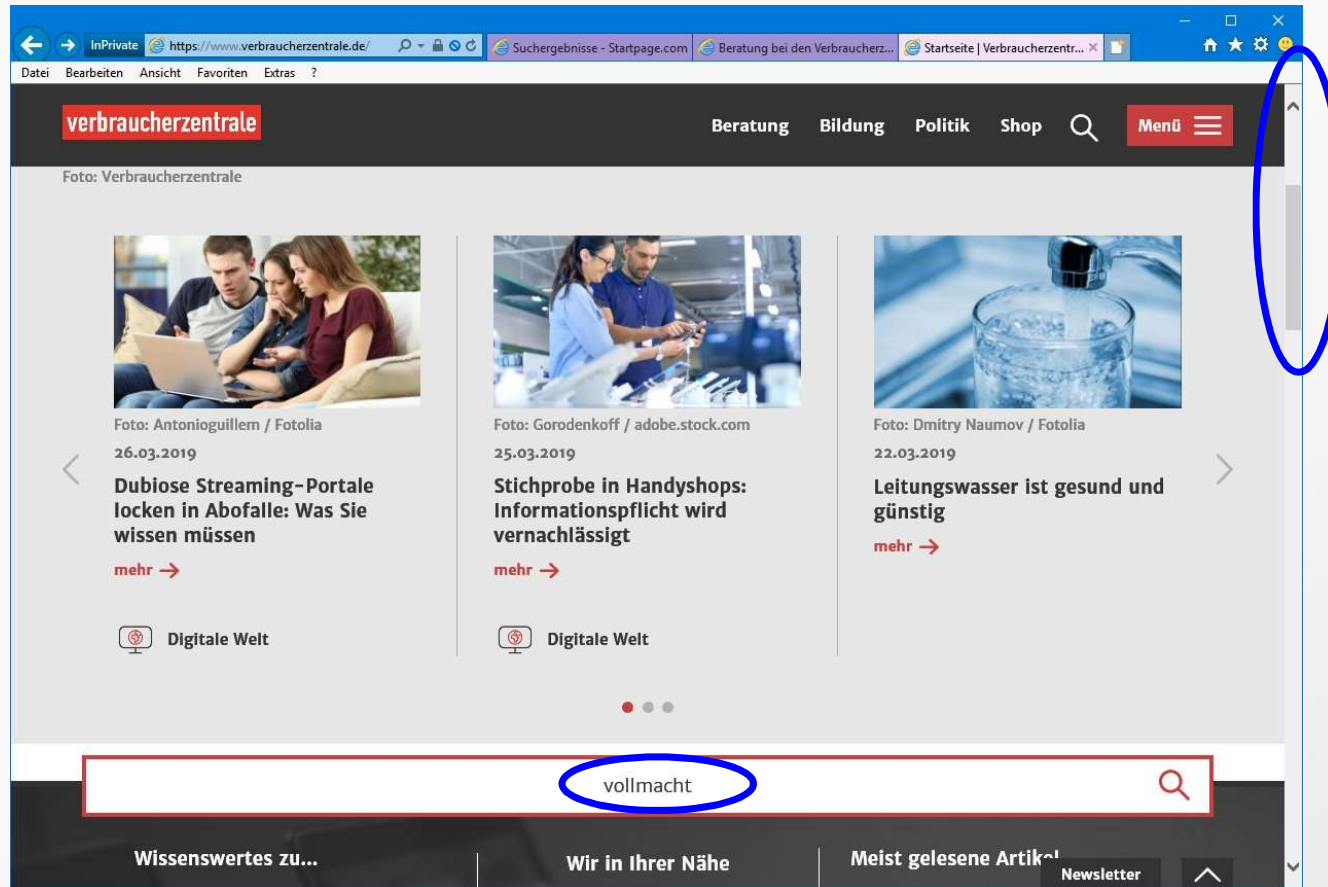 InPrivate https://www.verbraucherzentrale.de/ Suchergebnisse - Startpage.com Beratung bei den Verbraucherz... Startseite | Verbraucherzentr...
Datei Bearbeiten Ansicht Favoriten Extras ?
verbraucherzentrale
Beratung Bildung Politik Shop Menü
Foto: Verbraucherzentrale
Foto: Antonioguillem / Fotolia
26.03.2019
Dubiose Streaming-Portale
locken in Abofalle: Was Sie
wissen müssen
mehr →
Digitale Welt
Foto: Gorodenkoff / adobe.stock.com
25.03.2019
Stichprobe in Handyshops:
Informationspflicht wird
vernachlässigt
mehr →
Digitale Welt
Foto: Dmitry Naumov / Fotolia
22.03.2019
Leitungswasser ist gesund und
günstig
mehr →
vollmacht
Wissenswertes zu...
Wir in Ihrer Nähe
Meist gelesene Artikel
Newsletter